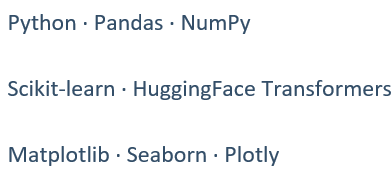 Python · Pandas · NumPy
Scikit-learn · HuggingFace Transformers
Matplotlib · Seaborn · Plotly